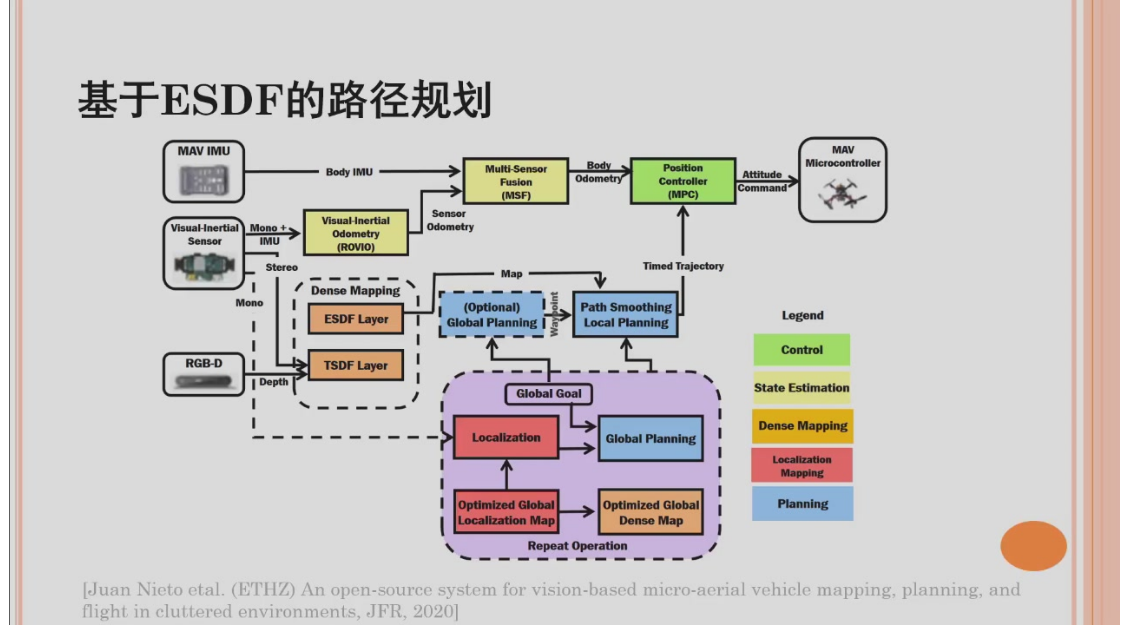 基于ESDF的路径规划
MAV IMU
Body IMU
Multi-Sensor
Fusion
(MSF)
Body
Odometry
Position
Controller
(MPC)
Attitude
Command
MAV
Microcontroller
Visual-Inertial
Sensor
Mono +
IMU
Visual-Inertial
Odometry
(ROVIO)
Sensor
Odometry
Stereo
Mono
Map
Timed Trajectory
Dense Mapping
ESDF Layer
TSDF Layer
(Optional)
Global Planning
Waypoint
Path Smoothing
Local Planning
RGB-D
Depth
Global Goal
Localization
Global Planning
Optimized Global
Localization Map
Optimized Global
Dense Map
Repeat Operation
Legend
Control
State Estimation
Dense Mapping
Localization
Mapping
Planning
[Juan Nieto etal. (ETHZ) An open-source system for vision-based micro-aerial vehicle mapping, planning, and
flight in cluttered environments, JFR, 2020]